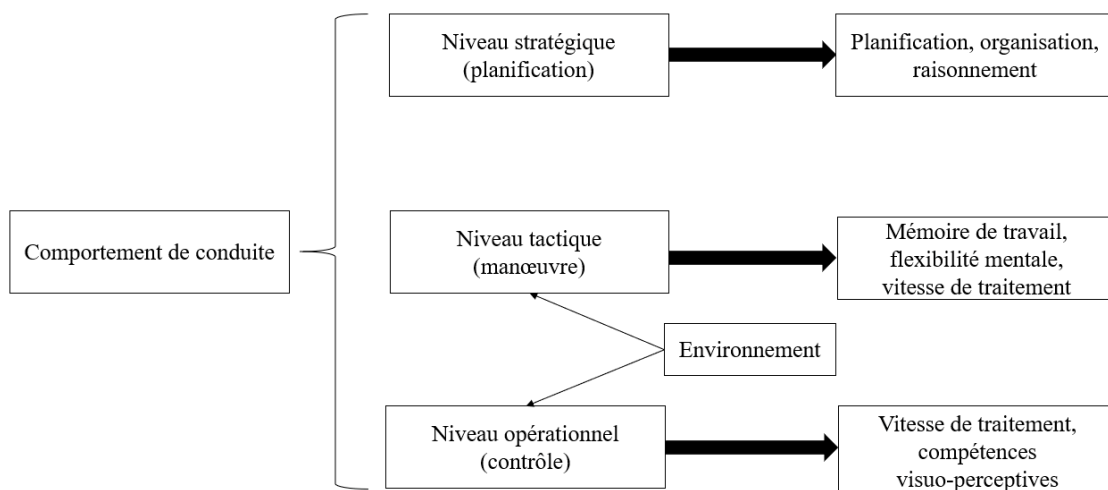 Niveau stratégique
(planification)
Planification, organisation,
raisonnement
Comportement de conduite
Niveau tactique
(manœuvre)
Mémoire de travail,
flexibilité mentale,
vitesse de traitement
Environnement
Niveau opérationnel
(contrôle)
Vitesse de traitement,
compétences
visuo-perceptives